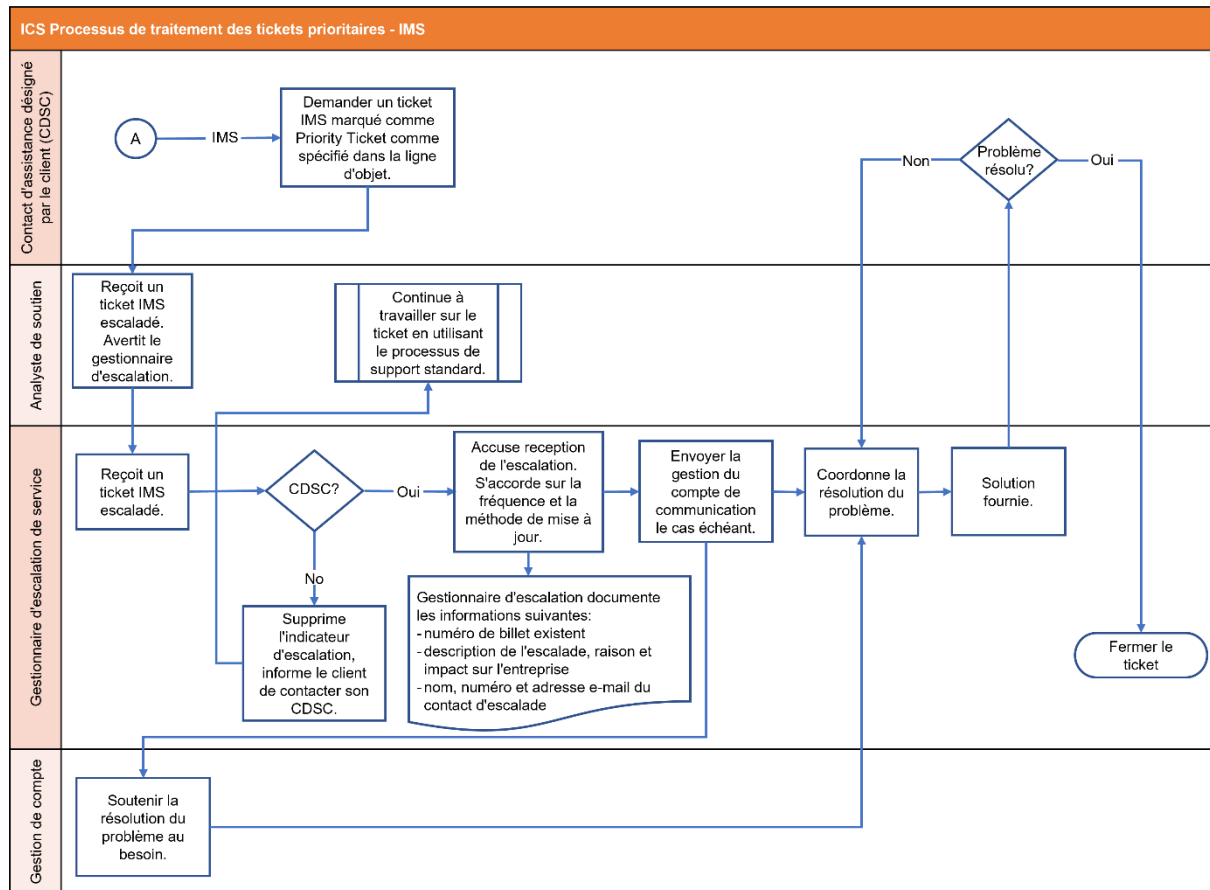 ICS Processus de traitement des tickets prioritaires - IMS
Contact d'assistance désigné
par le client (CDSC)
A
IMS
Demander un ticket
IMS marqué comme
Priority Ticket comme
spécifié dans la ligne
d'objet.
Problème
résolu?
Non
Oui
Analyste de soutien
Reçoit un
ticket IMS
escaladé.
Avertit le
gestionnaire
d'escalation.
Continue à
travailler sur le
ticket en utilisant
le processus de
support standard.
Gestionnaire d'escalation de service
Reçoit un
ticket IMS
escaladé.
CDSC?
Oui
No
Supprime
l'indicateur
d'escalation,
informe le client
de contacter son
CDSC.
Accuse reception
de l'escalation.
S'accorde sur la
fréquence et la
méthode de mise à
jour.
Gestionnaire d'escalation documente
les informations suivantes:
- numéro de billet existent
- description de l'escalade, raison et
impact sur l'entreprise
- nom, numéro et adresse e-mail du
contact d'escalade
Envoyer la
gestion du
compte de
communication
le cas échéant.
Coordonne la
résolution du
problème.
Solution
fournie.
Fermer le
ticket
Gestion de compte
Soutenir la
résolution du
problème au
besoin.